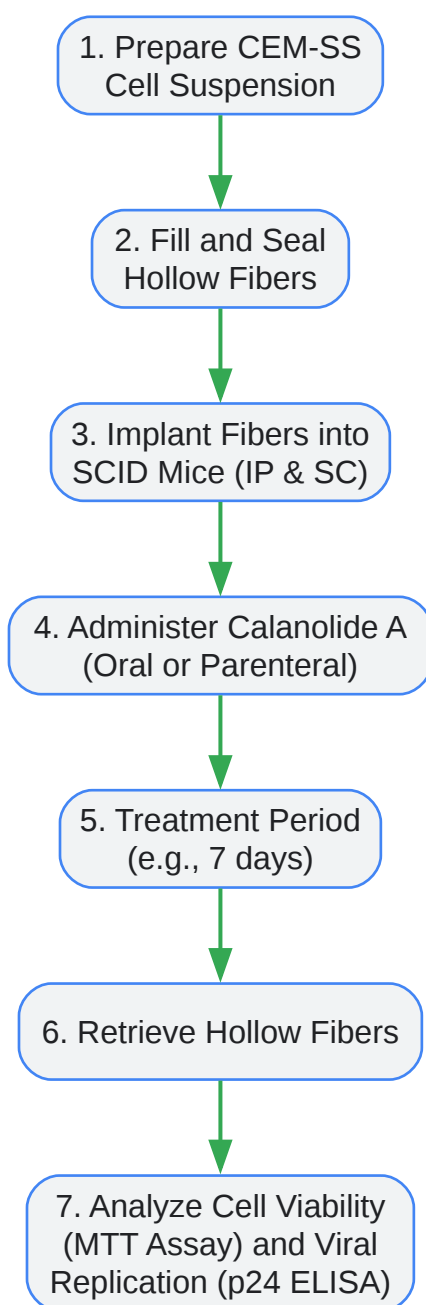 1. Prepare CEM-SS
Cell Suspension
2. Fill and Seal
Hollow Fibers
3. Implant Fibers into
SCID Mice (IP & SC)
4. Administer Calanolide A
(Oral or Parenteral)
5. Treatment Period
(e.g., 7 days)
6. Retrieve Hollow Fibers
7. Analyze Cell Viability
(MTT Assay) and Viral
Replication (p24 ELISA)